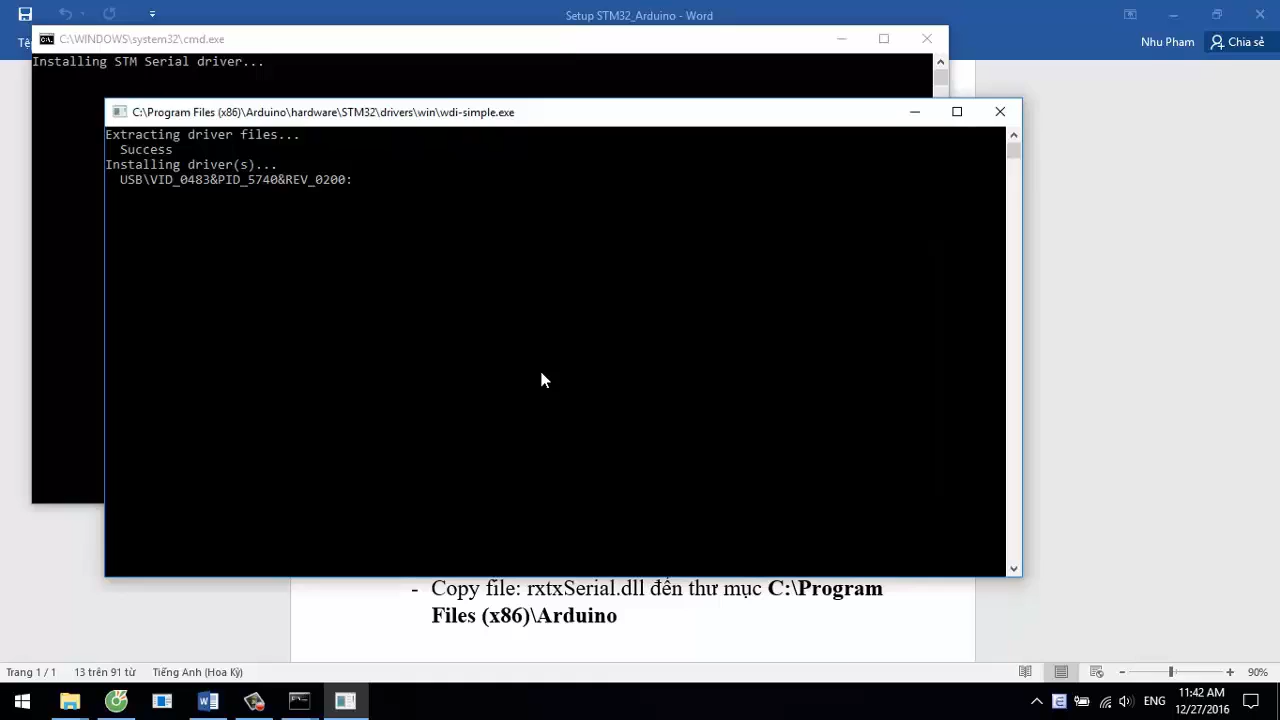 Setup STM32_Arduino - Word
Tệ
Nhu Pham
Chia sẻ
C:\WINDOWS\system32\cmd.exe
Installing STM Serial driver...
C:\Program Files (x86)\Arduino\hardware\STM32\drivers\win\wdi-simple.exe
Extracting driver files...
Success
Installing driver(s)...
USB\VID_0483&PID_5740&REV_0200:
- Copy file: rxtxSerial.dll đến thư mục C:\Program
Files (x86)\Arduino
Trang 1 / 1 13 trên 91 từ Tiếng Anh (Hoa Kỳ)
90%
ENG
11:42 AM
12/27/2016